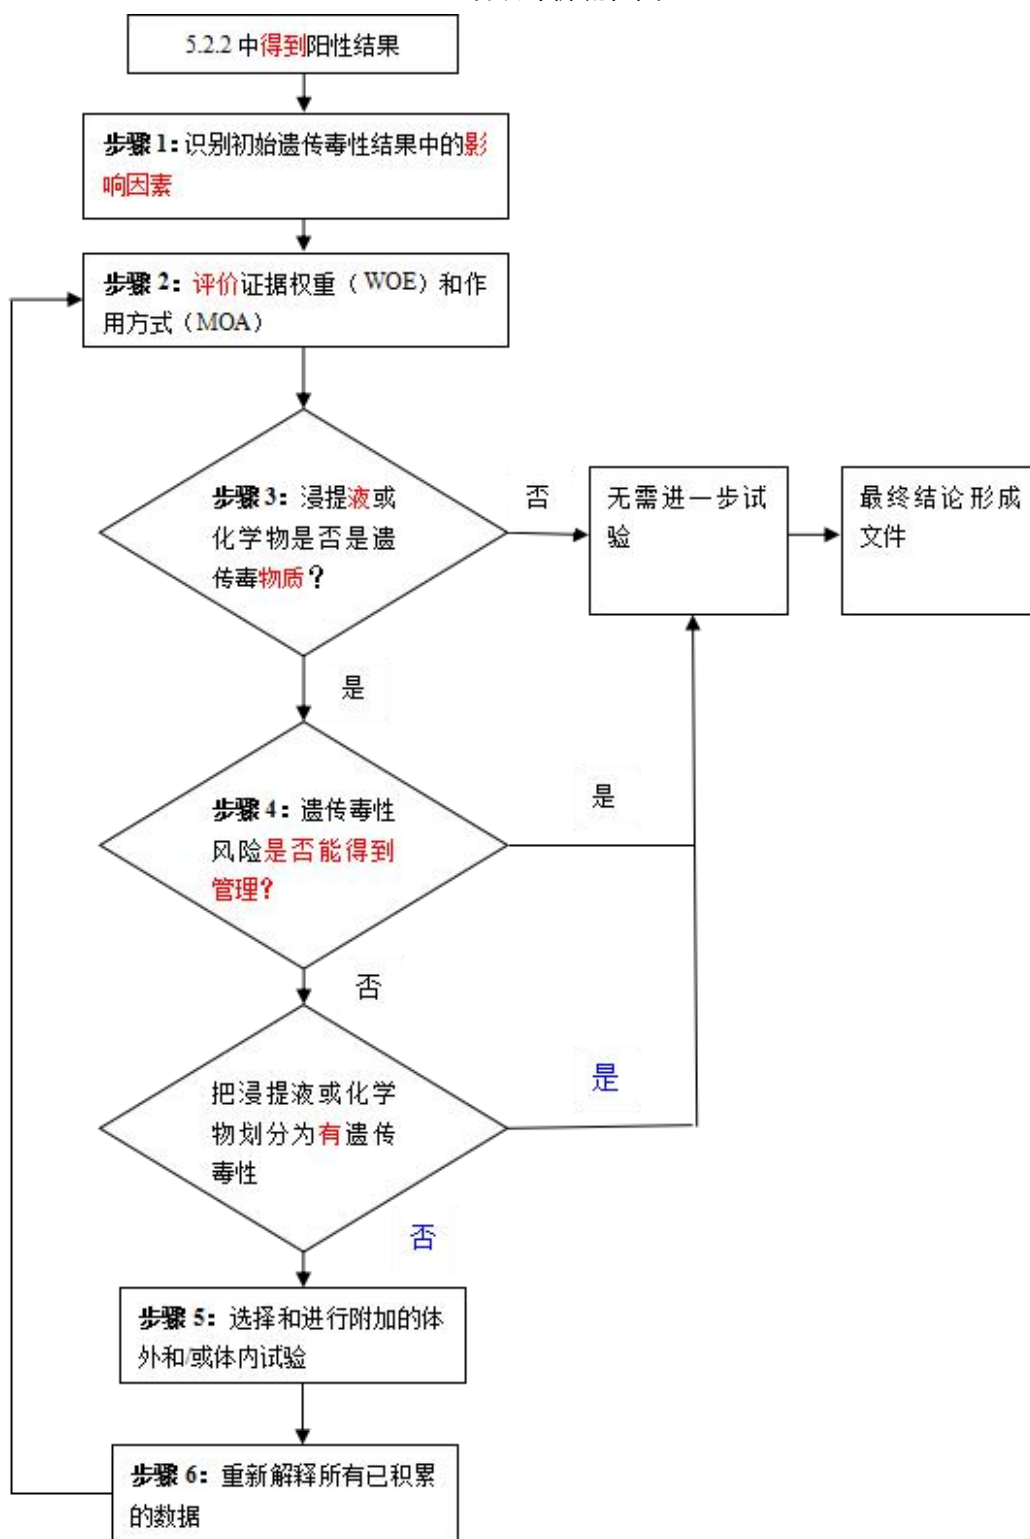 5.2.2 中得到阳性结果
步骤 1: 识别初始遗传毒性结果中的影
响因素
步骤 2: 评价证据权重（WOE）和作
用方式（MOA）
步骤 3: 浸提液或
化学物是否是遗
传毒物质?
否
无需进一步试
验
最终结论形成
文件
是
步骤 4: 遗传毒性
风险是否能得到
管理?
是
否
把浸提液或化学
物划分为有遗传
毒性
是
否
步骤 5: 选择和进行附加的体
外和/或体内试验
步骤 6: 重新解释所有已积累
的数据